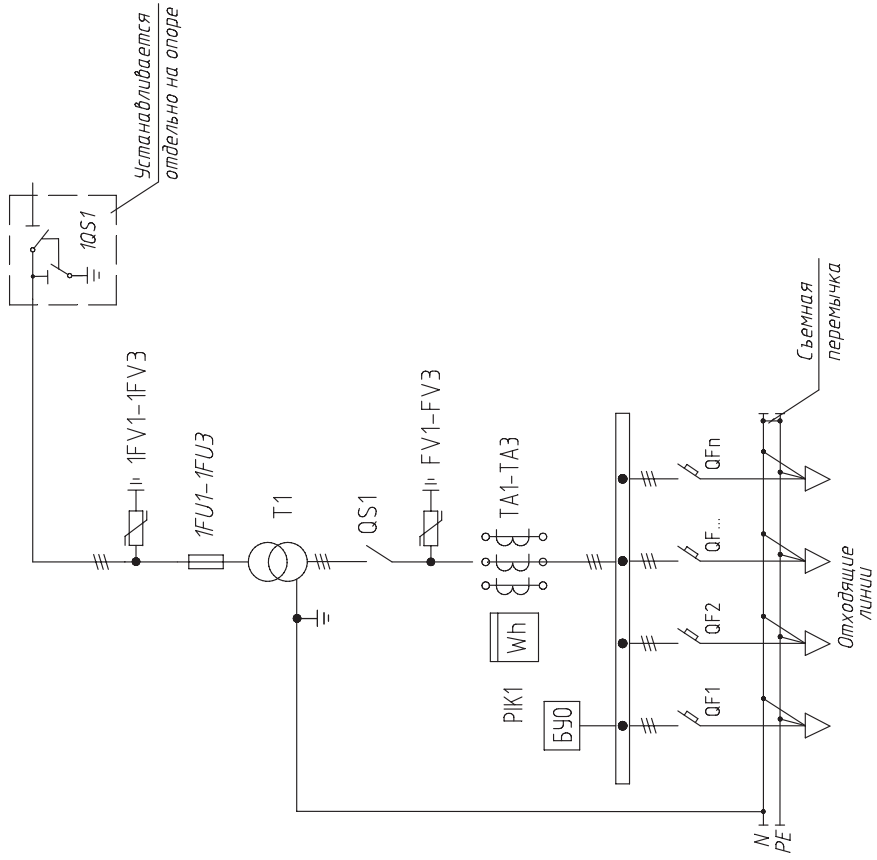 Устанавливается
отдельно на опоре
1QS1
1FV1-1FV3
1FU1-1FU3
T1
QS1
FV1-FV3
TA1-TA3
Wh
PIK1
БУО
QF1
QF2
QF...
QFn
Съемная
перемычка
N
PE
Отходящие
линии